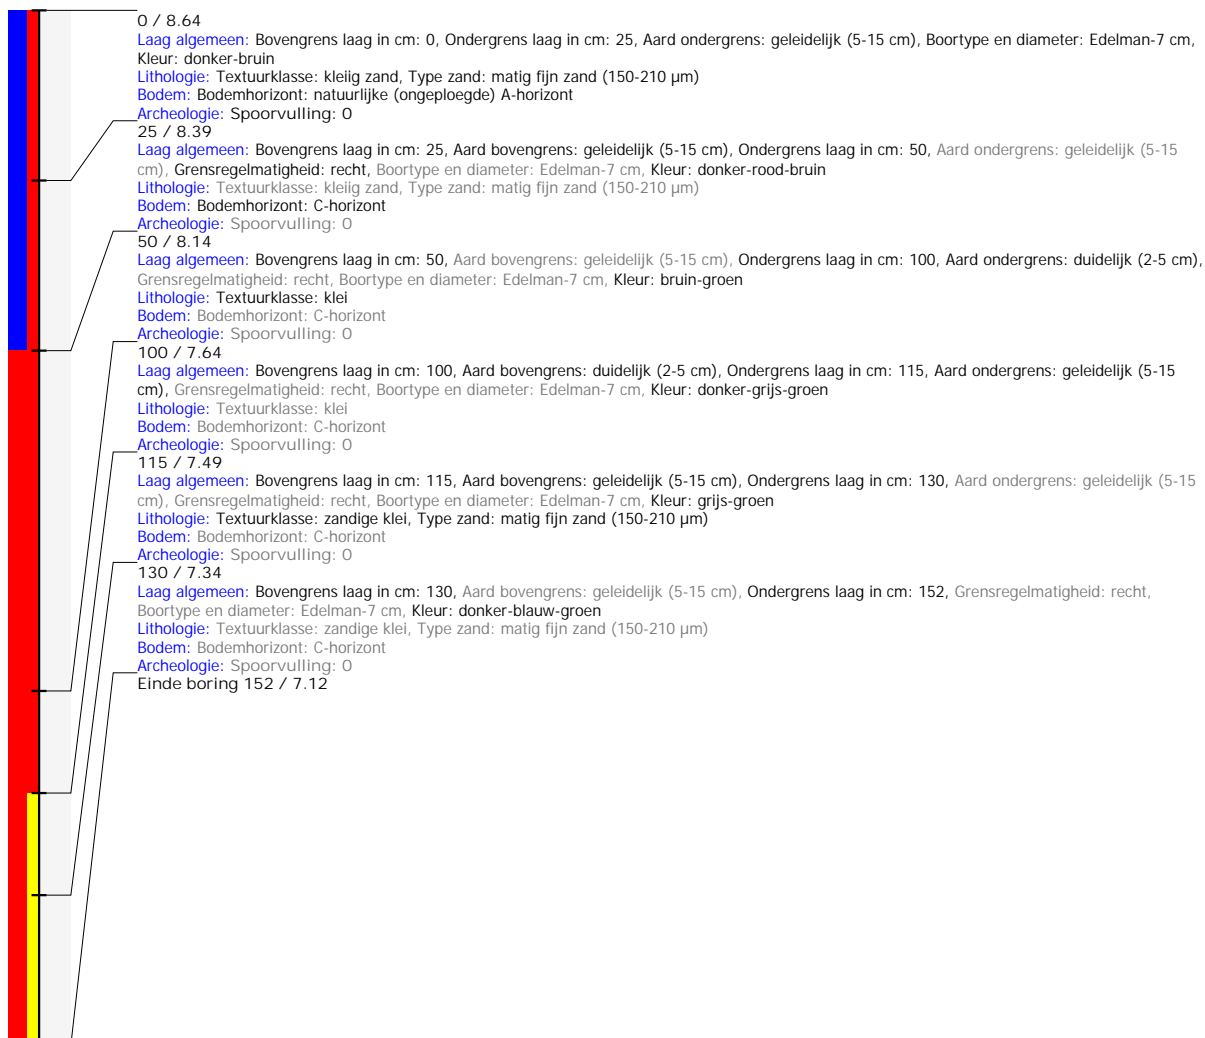 0 / 8.64
Laag algemeen: Bovengrens laag in cm: 0, Ondergrens laag in cm: 25, Aard ondergrens: geleidelijk (5-15 cm), Boortype en diameter: Edelman-7 cm,
Kleur: donker-bruin
Lithologie: Textuurklasse: kleiig zand, Type zand: matig fijn zand (150-210 µm)
Bodem: Bodemhorizont: natuurlijke (ongeploegde) A-horizont
Archeologie: Spoorvulling: 0
25 / 8.39
Laag algemeen: Bovengrens laag in cm: 25, Aard bovengrens: geleidelijk (5-15 cm), Ondergrens laag in cm: 50, Aard ondergrens: geleidelijk (5-15
cm), Grensregelmatigheid: recht, Boortype en diameter: Edelman-7 cm, Kleur: donker-rood-bruin
Lithologie: Textuurklasse: kleiig zand, Type zand: matig fijn zand (150-210 µm)
Bodem: Bodemhorizont: C-horizont
Archeologie: Spoorvulling: 0
50 / 8.14
Laag algemeen: Bovengrens laag in cm: 50, Aard bovengrens: geleidelijk (5-15 cm), Ondergrens laag in cm: 100, Aard ondergrens: duidelijk (2-5 cm),
Grensregelmatigheid: recht, Boortype en diameter: Edelman-7 cm, Kleur: bruin-groen
Lithologie: Textuurklasse: klei
Bodem: Bodemhorizont: C-horizont
Archeologie: Spoorvulling: 0
100 / 7.64
Laag algemeen: Bovengrens laag in cm: 100, Aard bovengrens: duidelijk (2-5 cm), Ondergrens laag in cm: 115, Aard ondergrens: geleidelijk (5-15
cm), Grensregelmatigheid: recht, Boortype en diameter: Edelman-7 cm, Kleur: donker-grijs-groen
Lithologie: Textuurklasse: klei
Bodem: Bodemhorizont: C-horizont
Archeologie: Spoorvulling: 0
115 / 7.49
Laag algemeen: Bovengrens laag in cm: 115, Aard bovengrens: geleidelijk (5-15 cm), Ondergrens laag in cm: 130, Aard ondergrens: geleidelijk (5-15
cm), Grensregelmatigheid: recht, Boortype en diameter: Edelman-7 cm, Kleur: grijs-groen
Lithologie: Textuurklasse: zandige klei, Type zand: matig fijn zand (150-210 µm)
Bodem: Bodemhorizont: C-horizont
Archeologie: Spoorvulling: 0
130 / 7.34
Laag algemeen: Bovengrens laag in cm: 130, Aard bovengrens: geleidelijk (5-15 cm), Ondergrens laag in cm: 152, Grensregelmatigheid: recht,
Boortype en diameter: Edelman-7 cm, Kleur: donker-blauw-groen
Lithologie: Textuurklasse: zandige klei, Type zand: matig fijn zand (150-210 µm)
Bodem: Bodemhorizont: C-horizont
Archeologie: Spoorvulling: 0
Einde boring 152 / 7.12